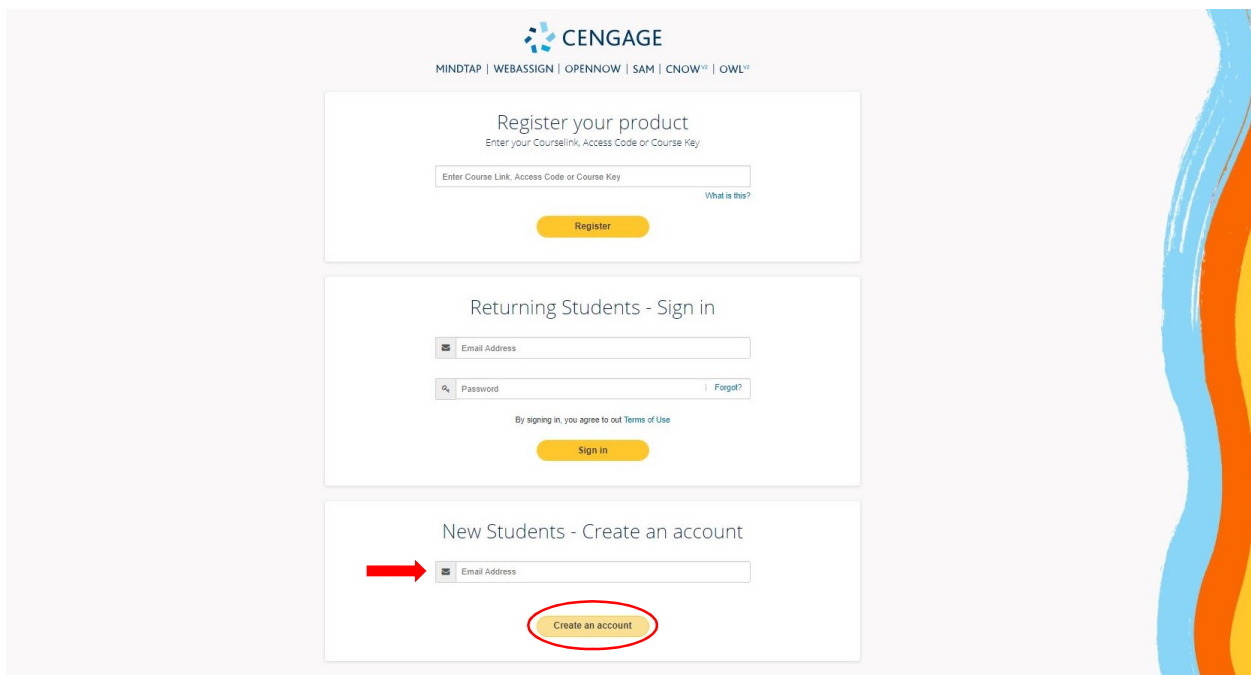 CENGAGE
MINDTAP | WEBASSIGN | OPENNOW | SAM | CNOWV2 | OWLV2
Register your product
Enter your Courselink, Access Code or Course Key
Enter Course Link, Access Code or Course Key
What is this?
Register
Returning Students - Sign in
Email Address
Password | Forgot?
By signing in, you agree to out Terms of Use
Sign in
New Students - Create an account
Email Address
Create an account